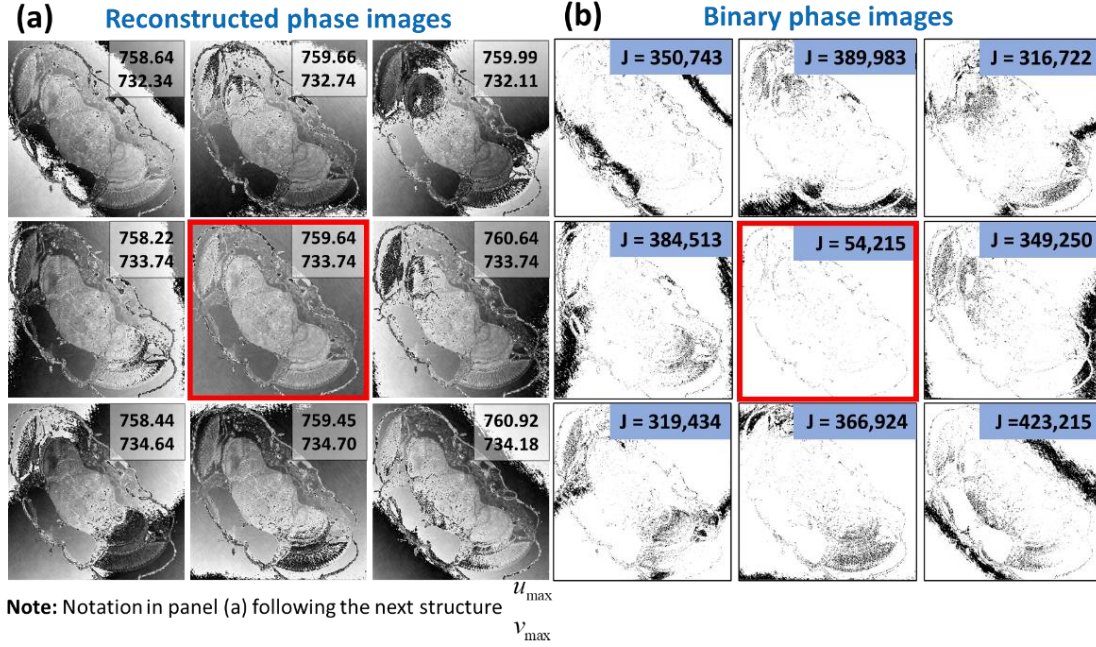 (a) Reconstructed phase images
(b) Binary phase images
758.64
732.34
759.66
732.74
759.99
732.11
J = 350,743
J = 389,983
J = 316,722
758.22
733.74
759.64
733.74
760.64
733.74
J = 384,513
J = 54,215
J = 349,250
758.44
734.64
759.45
734.70
760.92
734.18
J = 319,434
J = 366,924
J =423,215
Note: Notation in panel (a) following the next structure
u_max
v_max